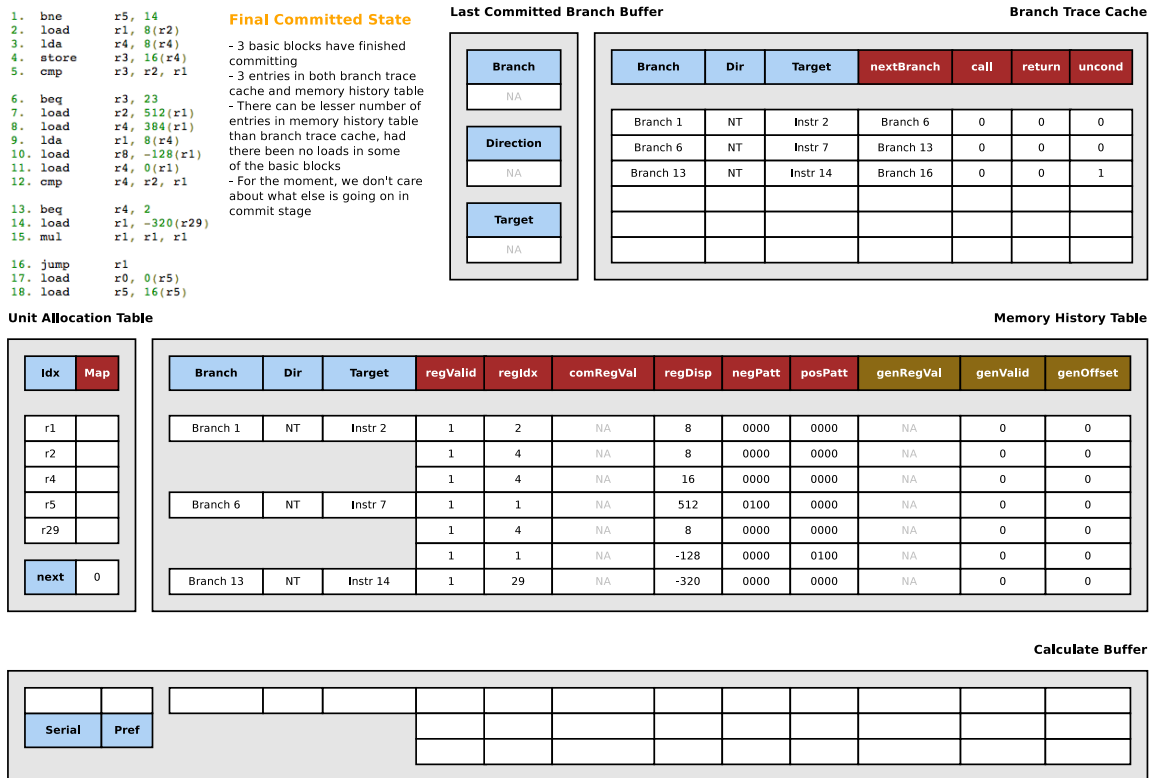 1. bne r5, 14
2. load r1, 8(r2)
3. lda r4, 8(r4)
4. store r3, 16(r4)
5. cmp r3, r2, r1
6. beq r3, 23
7. load r2, 512(r1)
8. load r4, 384(r1)
9. lda r1, 8(r4)
10. load r8, -128(r1)
11. load r4, 0(r1)
12. cmp r4, r2, r1
13. beq r4, 2
14. load r1, -320(r29)
15. mul r1, r1, r1
16. jump r1
17. load r0, 0(r5)
18. load r5, 16(r5)
Final Committed State
- 3 basic blocks have finished
committing
- 3 entries in both branch trace
cache and memory history table
- There can be lesser number of
entries in memory history table
than branch trace cache, had
there been no loads in some
of the basic blocks
- For the moment, we don't care
about what else is going on in
commit stage
Last Committed Branch Buffer
Branch
NA
Direction
NA
Target
NA
Branch Trace Cache
Branch Dir Target nextBranch call return uncond
Branch 1 NT Instr 2 Branch 6 0 0 0
Branch 6 NT Instr 7 Branch 13 0 0 0
Branch 13 NT Instr 14 Branch 16 0 0 1
Unit Allocation Table
Idx Map
r1
r2
r4
r5
r29
next 0
Memory History Table
Branch Dir Target regValid regIdx comRegVal regDisp negPatt posPatt genRegVal genValid genOffset
Branch 1 NT Instr 2 1 2 NA 8 0000 0000 NA 0 0
1 4 NA 8 0000 0000 NA 0 0
1 4 NA 16 0000 0000 NA 0 0
Branch 6 NT Instr 7 1 1 NA 512 0100 0000 NA 0 0
1 4 NA 8 0000 0000 NA 0 0
1 1 NA -128 0000 0100 NA 0 0
Branch 13 NT Instr 14 1 29 NA -320 0000 0000 NA 0 0
Calculate Buffer
Serial Pref